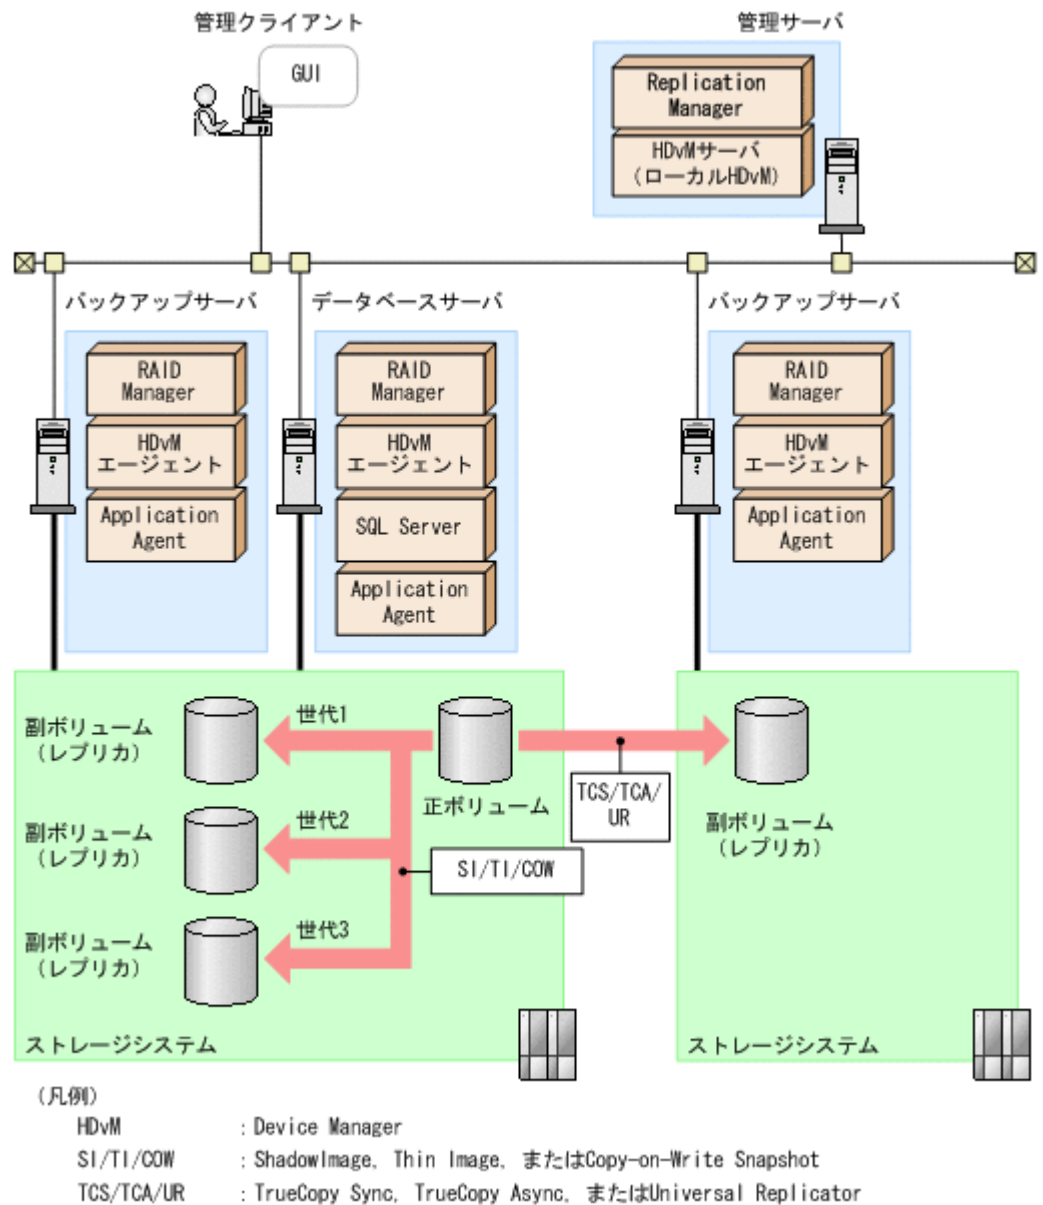 管理クライアント
GUI
管理サーバ
Replication
Manager
HDvMサーバ
(ローカルHDvM)
バックアップサーバ
RAID
Manager
HDvM
エージェント
Application
Agent
データベースサーバ
RAID
Manager
HDvM
エージェント
SQL Server
Application
Agent
バックアップサーバ
RAID
Manager
HDvM
エージェント
Application
Agent
副ボリューム
(レプリカ)
世代1
正ボリューム
TCS/TCA/
UR
副ボリューム
(レプリカ)
副ボリューム
(レプリカ)
世代2
SI/TI/COW
副ボリューム
(レプリカ)
世代3
ストレージシステム
ストレージシステム
(凡例)
HDvM : Device Manager
SI/TI/COW : ShadowImage, Thin Image, またはCopy-on-Write Snapshot
TCS/TCA/UR : TrueCopy Sync, TrueCopy Async, またはUniversal Replicator